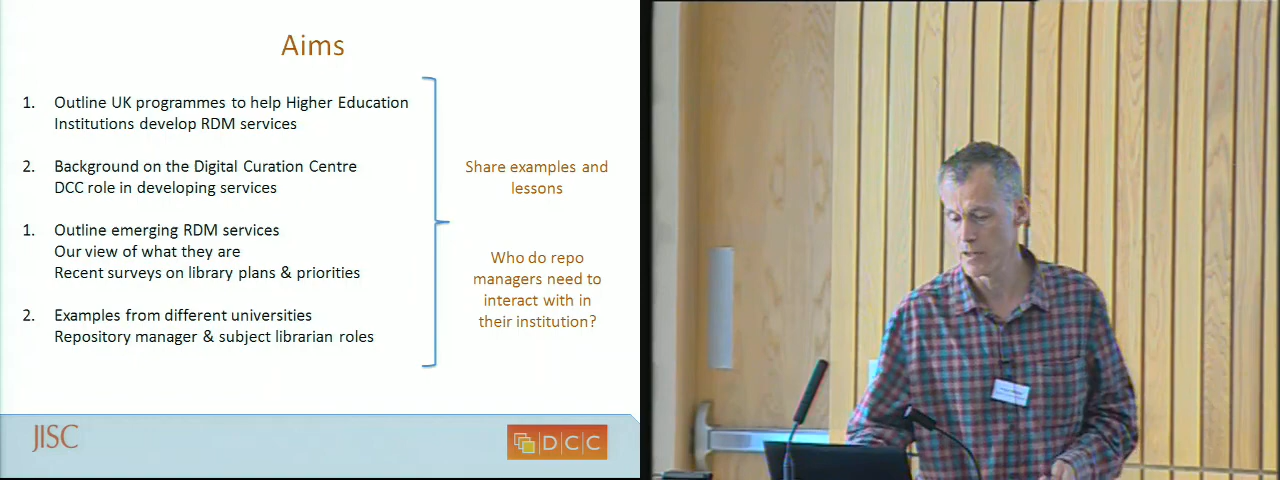 Aims
1. Outline UK programmes to help Higher Education
Institutions develop RDM services
2. Background on the Digital Curation Centre
DCC role in developing services
1. Outline emerging RDM services
Our view of what they are
Recent surveys on library plans & priorities
2. Examples from different universities
Repository manager & subject librarian roles
Share examples and
lessons
Who do repo
managers need to
interact with in
their institution?
JISC
D|C|C